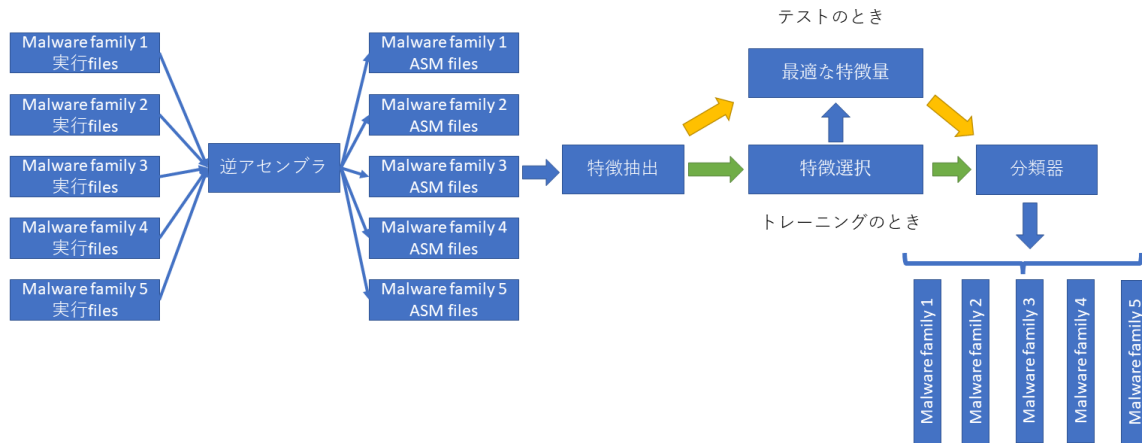 Malware family 1
実行files
Malware family 2
実行files
Malware family 3
実行files
Malware family 4
実行files
Malware family 5
実行files
逆アセンブラ
Malware family 1
ASM files
Malware family 2
ASM files
Malware family 3
ASM files
Malware family 4
ASM files
Malware family 5
ASM files
特徴抽出
テストのとき
最適な特徴量
特徴選択
トレーニングのとき
分類器
Malware family 1
Malware family 2
Malware family 3
Malware family 4
Malware family 5